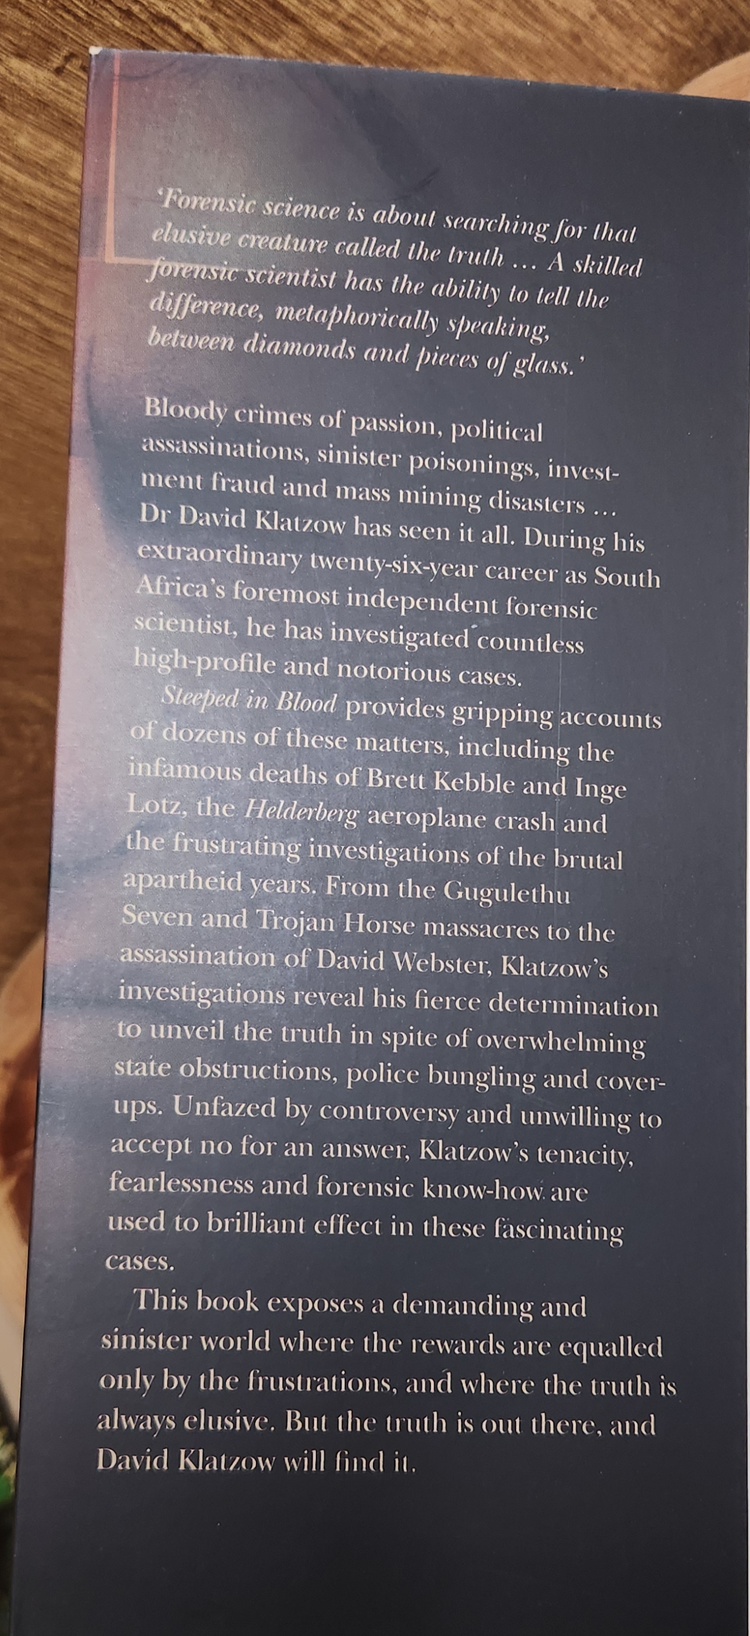 ‘Forensic science is about searching for that
elusive creature called the truth ... A skilled
forensic scientist has the ability to tell the
difference, metaphorically speaking,
between diamonds and pieces of glass.’
Bloody crimes of passion, political
assassinations, sinister poisonings, invest-
ment fraud and mass mining disasters ...
Dr David Klatzow has seen it all. During his
extraordinary twenty-six-year career as South
Africa’s foremost independent forensic
scientist, he has investigated countless
high-profile and notorious cases.
Steeped in Blood provides gripping accounts
of dozens of these matters, including the
infamous deaths of Brett Kebble and Inge
Lotz, the Helderberg aeroplane crash and
the frustrating investigations of the brutal
apartheid years. From the Gugulethu
Seven and Trojan Horse massacres to the
assassination of David Webster, Klatzow’s
investigations reveal his fierce determination
to unveil the truth in spite of overwhelming
state obstructions, police bungling and cover-
ups. Unfazed by controversy and unwilling to
accept no for an answer, Klatzow’s tenacity,
fearlessness and forensic know-how are
used to brilliant effect in these fascinating
cases.
This book exposes a demanding and
sinister world where the rewards are equalled
only by the frustrations, and where the truth is
always elusive. But the truth is out there, and
David Klatzow will find it.